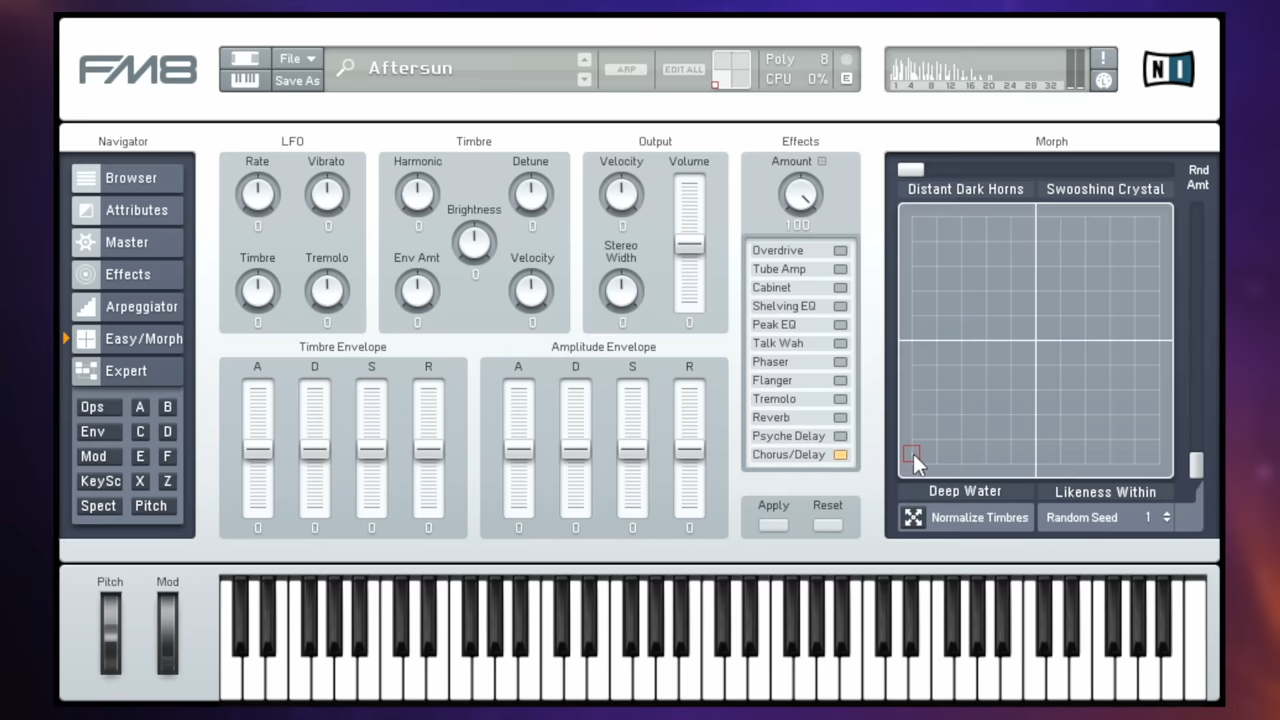 FM8
File
Save As
Aftersun
ARP
EDIT ALL
Poly 8
CPU 0%
E
1 4 8 12 16 20 24 28 32
!
NI
Navigator
Browser
Attributes
Master
Effects
Arpeggiator
Easy/Morph
Expert
Ops A B
Env C D
Mod E F
KeySc X Z
Spect Pitch
LFO
Rate Vibrato
0 0
Timbre Tremolo
0 0
Timbre
Harmonic Detune
Brightness
0 0
0
Env Amt Velocity
0 0
Output
Velocity Volume
0
Stereo
Width
0 0
Effects
Amount
100
Overdrive
Tube Amp
Cabinet
Shelving EQ
Peak EQ
Talk Wah
Phaser
Flanger
Tremolo
Reverb
Psyche Delay
Chorus/Delay
Apply Reset
Timbre Envelope
A D S R
0 0 0 0
Amplitude Envelope
A D S R
0 0 0 0
Morph
Rnd
Amt
Distant Dark Horns Swooshing Crystal
Deep Water Likeness Within
Normalize Timbres Random Seed 1
Pitch Mod